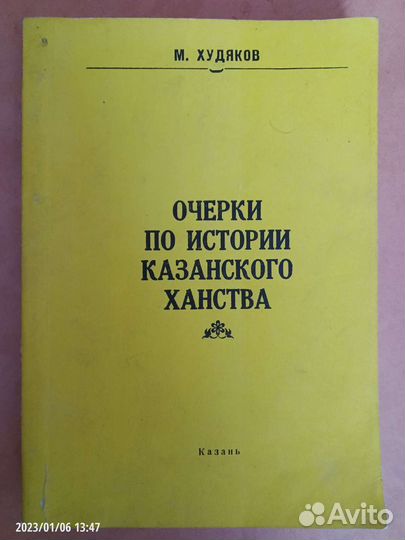 М. ХУДЯКОВ
ОЧЕРКИ
ПО ИСТОРИИ
КАЗАНСКОГО
ХАНСТВА
Казань
2023/01/06 13:47
Avito